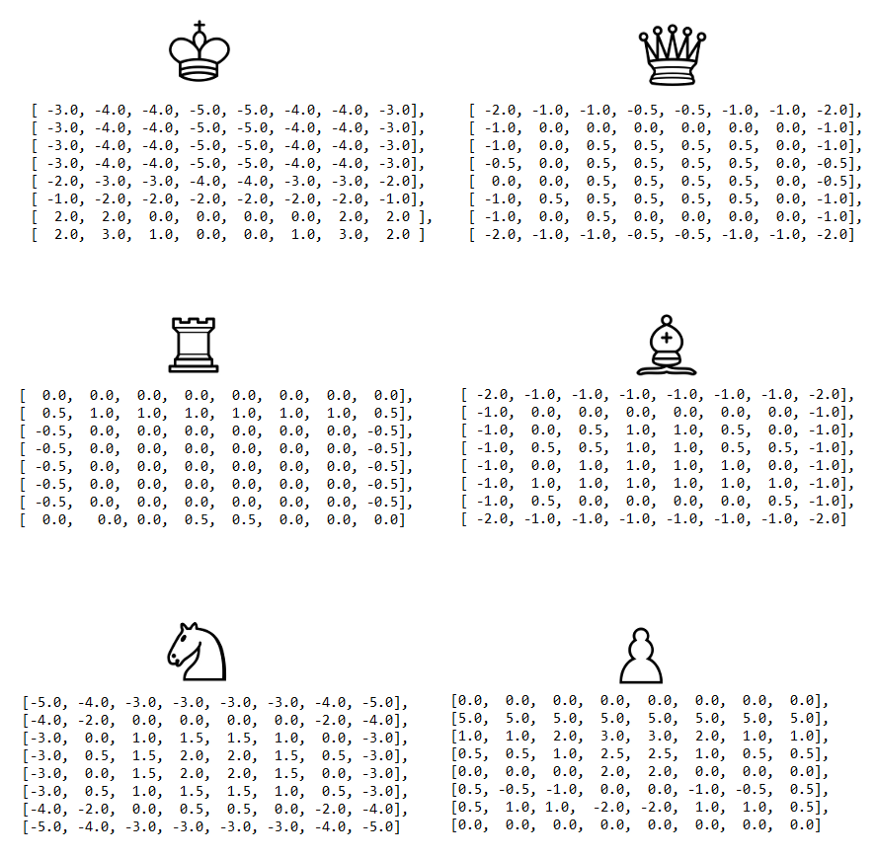 [ -3.0, -4.0, -4.0, -5.0, -5.0, -4.0, -4.0, -3.0],
[ -3.0, -4.0, -4.0, -5.0, -5.0, -4.0, -4.0, -3.0],
[ -3.0, -4.0, -4.0, -5.0, -5.0, -4.0, -4.0, -3.0],
[ -3.0, -4.0, -4.0, -5.0, -5.0, -4.0, -4.0, -3.0],
[ -2.0, -3.0, -3.0, -4.0, -4.0, -3.0, -3.0, -2.0],
[ -1.0, -2.0, -2.0, -2.0, -2.0, -2.0, -2.0, -1.0],
[ 2.0, 2.0, 0.0, 0.0, 0.0, 0.0, 2.0, 2.0 ],
[ 2.0, 3.0, 1.0, 0.0, 0.0, 1.0, 3.0, 2.0 ]
[ -2.0, -1.0, -1.0, -0.5, -0.5, -1.0, -1.0, -2.0],
[ -1.0, 0.0, 0.0, 0.0, 0.0, 0.0, 0.0, -1.0],
[ -1.0, 0.0, 0.5, 0.5, 0.5, 0.5, 0.0, -1.0],
[ -0.5, 0.0, 0.5, 0.5, 0.5, 0.5, 0.0, -0.5],
[ 0.0, 0.0, 0.5, 0.5, 0.5, 0.5, 0.0, -0.5],
[ -1.0, 0.5, 0.5, 0.5, 0.5, 0.5, 0.0, -1.0],
[ -1.0, 0.0, 0.5, 0.0, 0.0, 0.0, 0.0, -1.0],
[ -2.0, -1.0, -1.0, -0.5, -0.5, -1.0, -1.0, -2.0]
[ 0.0, 0.0, 0.0, 0.0, 0.0, 0.0, 0.0, 0.0],
[ 0.5, 1.0, 1.0, 1.0, 1.0, 1.0, 1.0, 0.5],
[ -0.5, 0.0, 0.0, 0.0, 0.0, 0.0, 0.0, -0.5],
[ -0.5, 0.0, 0.0, 0.0, 0.0, 0.0, 0.0, -0.5],
[ -0.5, 0.0, 0.0, 0.0, 0.0, 0.0, 0.0, -0.5],
[ -0.5, 0.0, 0.0, 0.0, 0.0, 0.0, 0.0, -0.5],
[ -0.5, 0.0, 0.0, 0.0, 0.0, 0.0, 0.0, -0.5],
[ 0.0, 0.0, 0.0, 0.5, 0.5, 0.0, 0.0, 0.0]
[ -2.0, -1.0, -1.0, -1.0, -1.0, -1.0, -1.0, -2.0],
[ -1.0, 0.0, 0.0, 0.0, 0.0, 0.0, 0.0, -1.0],
[ -1.0, 0.0, 0.5, 1.0, 1.0, 0.5, 0.0, -1.0],
[ -1.0, 0.5, 0.5, 1.0, 1.0, 0.5, 0.5, -1.0],
[ -1.0, 0.0, 1.0, 1.0, 1.0, 1.0, 0.0, -1.0],
[ -1.0, 1.0, 1.0, 1.0, 1.0, 1.0, 1.0, -1.0],
[ -1.0, 0.5, 0.0, 0.0, 0.0, 0.0, 0.5, -1.0],
[ -2.0, -1.0, -1.0, -1.0, -1.0, -1.0, -1.0, -2.0]
[-5.0, -4.0, -3.0, -3.0, -3.0, -3.0, -4.0, -5.0],
[-4.0, -2.0, 0.0, 0.0, 0.0, 0.0, -2.0, -4.0],
[-3.0, 0.0, 1.0, 1.5, 1.5, 1.0, 0.0, -3.0],
[-3.0, 0.5, 1.5, 2.0, 2.0, 1.5, 0.5, -3.0],
[-3.0, 0.0, 1.5, 2.0, 2.0, 1.5, 0.0, -3.0],
[-3.0, 0.5, 1.0, 1.5, 1.5, 1.0, 0.5, -3.0],
[-4.0, -2.0, 0.0, 0.5, 0.5, 0.0, -2.0, -4.0],
[-5.0, -4.0, -3.0, -3.0, -3.0, -3.0, -4.0, -5.0]
[0.0, 0.0, 0.0, 0.0, 0.0, 0.0, 0.0, 0.0],
[5.0, 5.0, 5.0, 5.0, 5.0, 5.0, 5.0, 5.0],
[1.0, 1.0, 2.0, 3.0, 3.0, 2.0, 1.0, 1.0],
[0.5, 0.5, 1.0, 2.5, 2.5, 1.0, 0.5, 0.5],
[0.0, 0.0, 0.0, 2.0, 2.0, 0.0, 0.0, 0.0],
[0.5, -0.5, -1.0, 0.0, 0.0, -1.0, -0.5, 0.5],
[0.5, 1.0, 1.0, -2.0, -2.0, 1.0, 1.0, 0.5],
[0.0, 0.0, 0.0, 0.0, 0.0, 0.0, 0.0, 0.0]